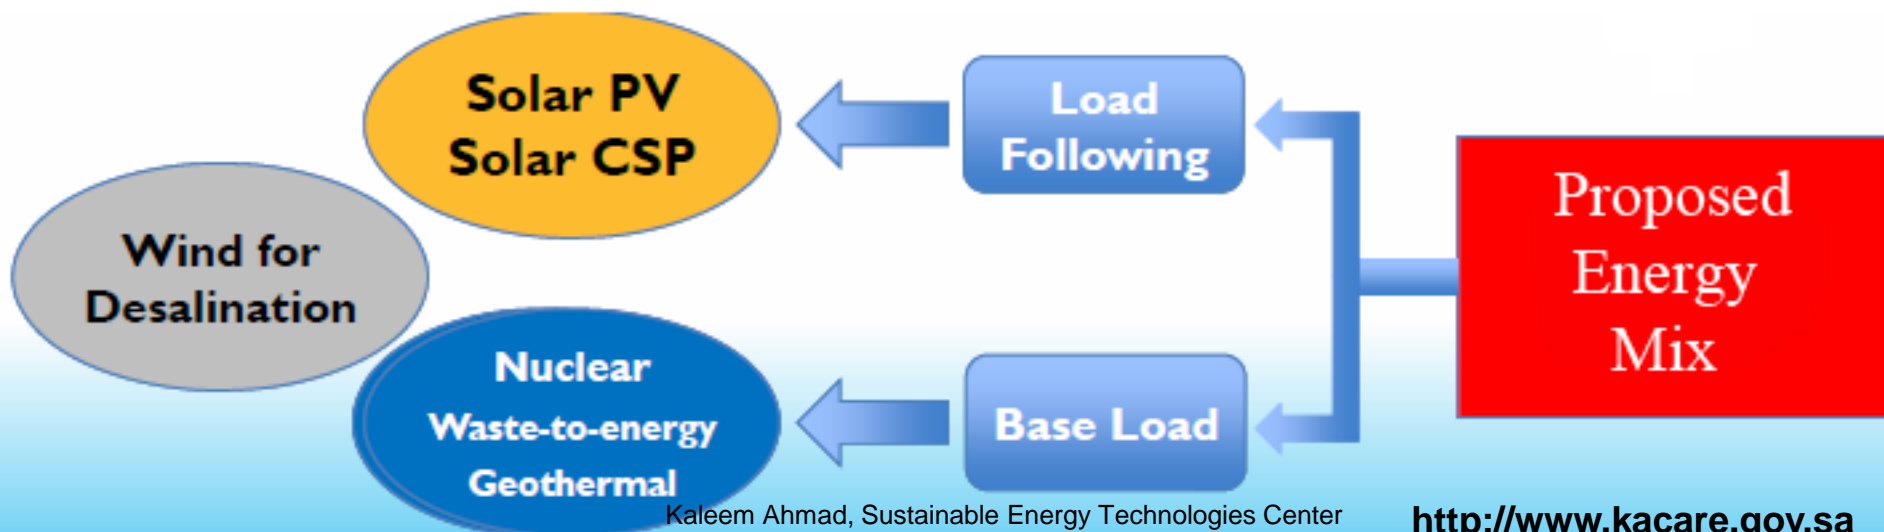 Solar PV
Solar CSP
Load
Following
Proposed
Energy
Mix
Wind for
Desalination
Nuclear
Waste-to-energy
Geothermal
Base Load
Kaleem Ahmad, Sustainable Energy Technologies Center
http://www.kacare.gov.sa